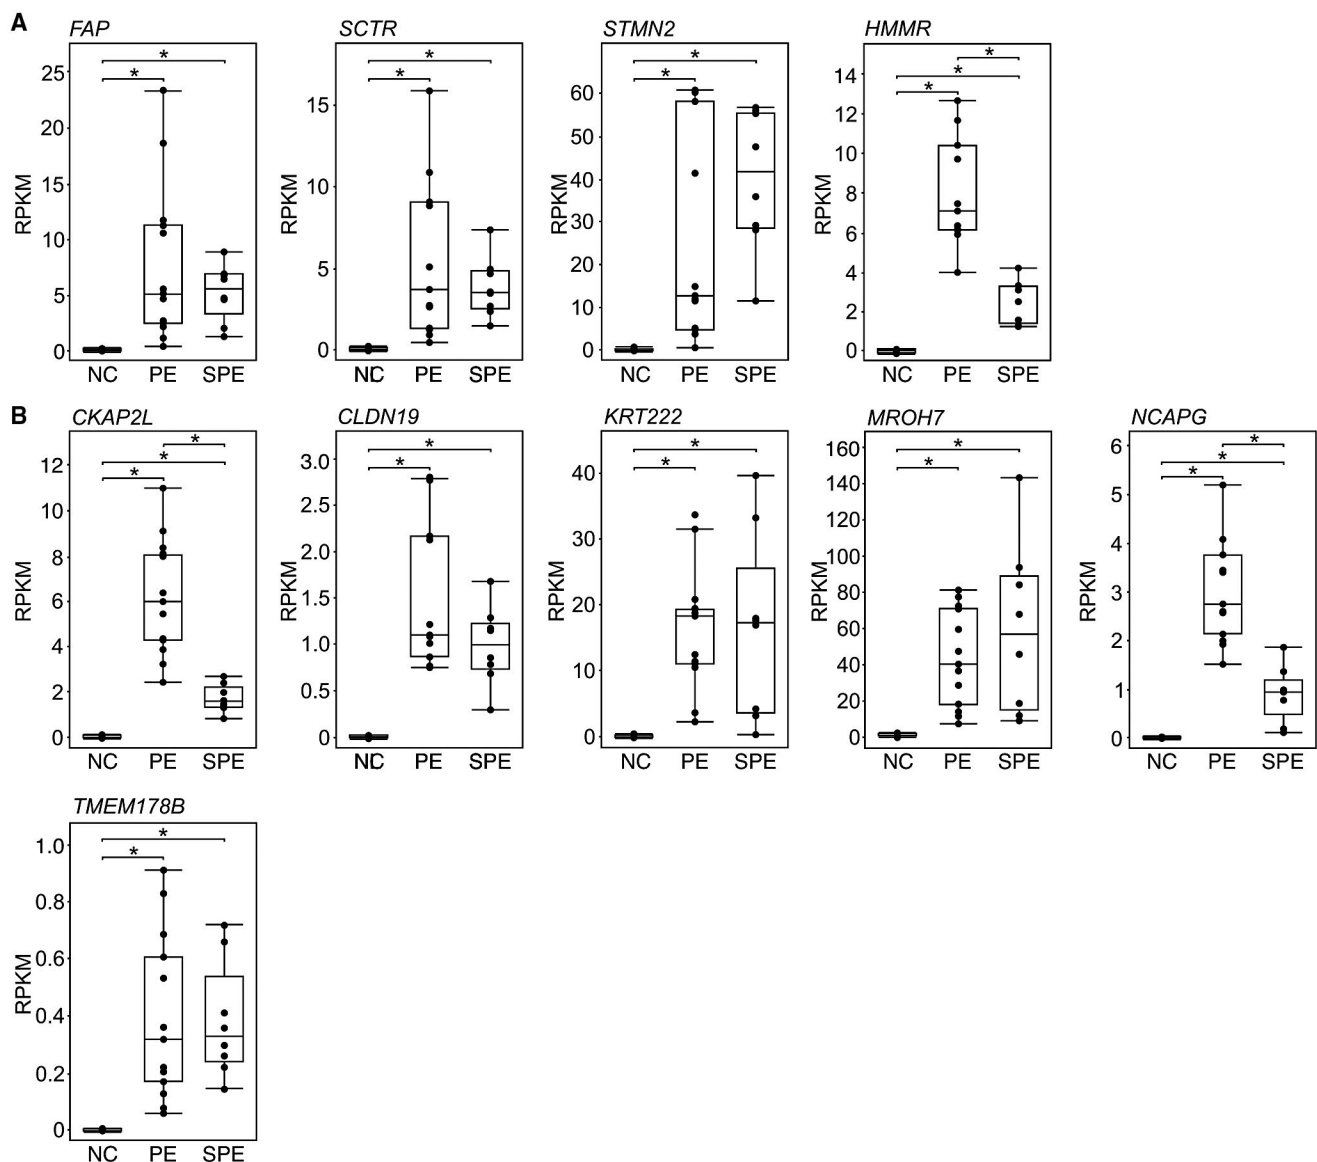 A
FAP
SCTR
STMN2
HMMR
* * * * * * * * *
RPKM 25 20 15 10 5 0
RPKM 15 10 5 0
RPKM 60 50 40 30 20 10 0
RPKM 14 12 10 8 6 4 2 0
NC PE SPE
NC PE SPE
NC PE SPE
NC PE SPE
B
CKAP2L
CLDN19
KRT222
MROH7
NCAPG
* * * * * * * * * * * *
RPKM 12 10 8 6 4 2 0
RPKM 3.0 2.5 2.0 1.5 1.0 0.5 0
RPKM 40 30 20 10 0
RPKM 160 140 120 100 80 60 40 20 0
RPKM 6 5 4 3 2 1 0
NC PE SPE
NC PE SPE
NC PE SPE
NC PE SPE
NC PE SPE
TMEM178B
* *
RPKM 1.0 0.8 0.6 0.4 0.2 0
NC PE SPE